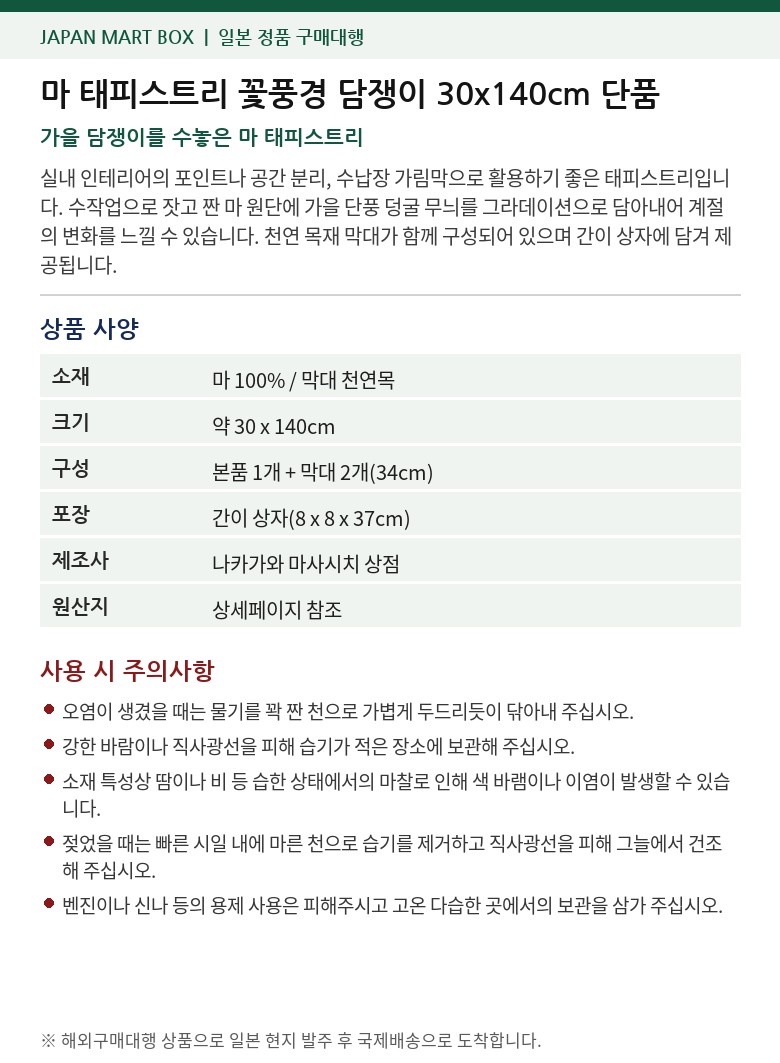 JAPAN MART BOX | 일본 정품 구매대행
마 태피스트리 꽃풍경 담쟁이 30x140cm 단품
가을 담쟁이를 수놓은 마 태피스트리
실내 인테리어의 포인트나 공간 분리, 수납장 가림막으로 활용하기 좋은 태피스트리입니
다. 수작업으로 잣고 짠 마 원단에 가을 단풍 덩굴 무늬를 그라데이션으로 담아내어 계절
의 변화를 느낄 수 있습니다. 천연 목재 막대가 함께 구성되어 있으며 간이 상자에 담겨 제
공됩니다.
상품 사양
소재 마 100% / 막대 천연목
크기 약 30 x 140cm
구성 본품 1개 + 막대 2개(34cm)
포장 간이 상자(8 x 8 x 37cm)
제조사 나카가와 마사시치 상점
원산지 상세페이지 참조
사용 시 주의사항
● 오염이 생겼을 때는 물기를 꽉 짠 천으로 가볍게 두드리듯이 닦아내 주십시오.
● 강한 바람이나 직사광선을 피해 습기가 적은 장소에 보관해 주십시오.
● 소재 특성상 땀이나 비 등 습한 상태에서의 마찰로 인해 색 바램이나 이염이 발생할 수 있습
니다.
● 젖었을 때는 빠른 시일 내에 마른 천으로 습기를 제거하고 직사광선을 피해 그늘에서 건조
해 주십시오.
● 벤진이나 신나 등의 용제 사용은 피해주시고 고온 다습한 곳에서의 보관을 삼가 주십시오.
※ 해외구매대행 상품으로 일본 현지 발주 후 국제배송으로 도착합니다.